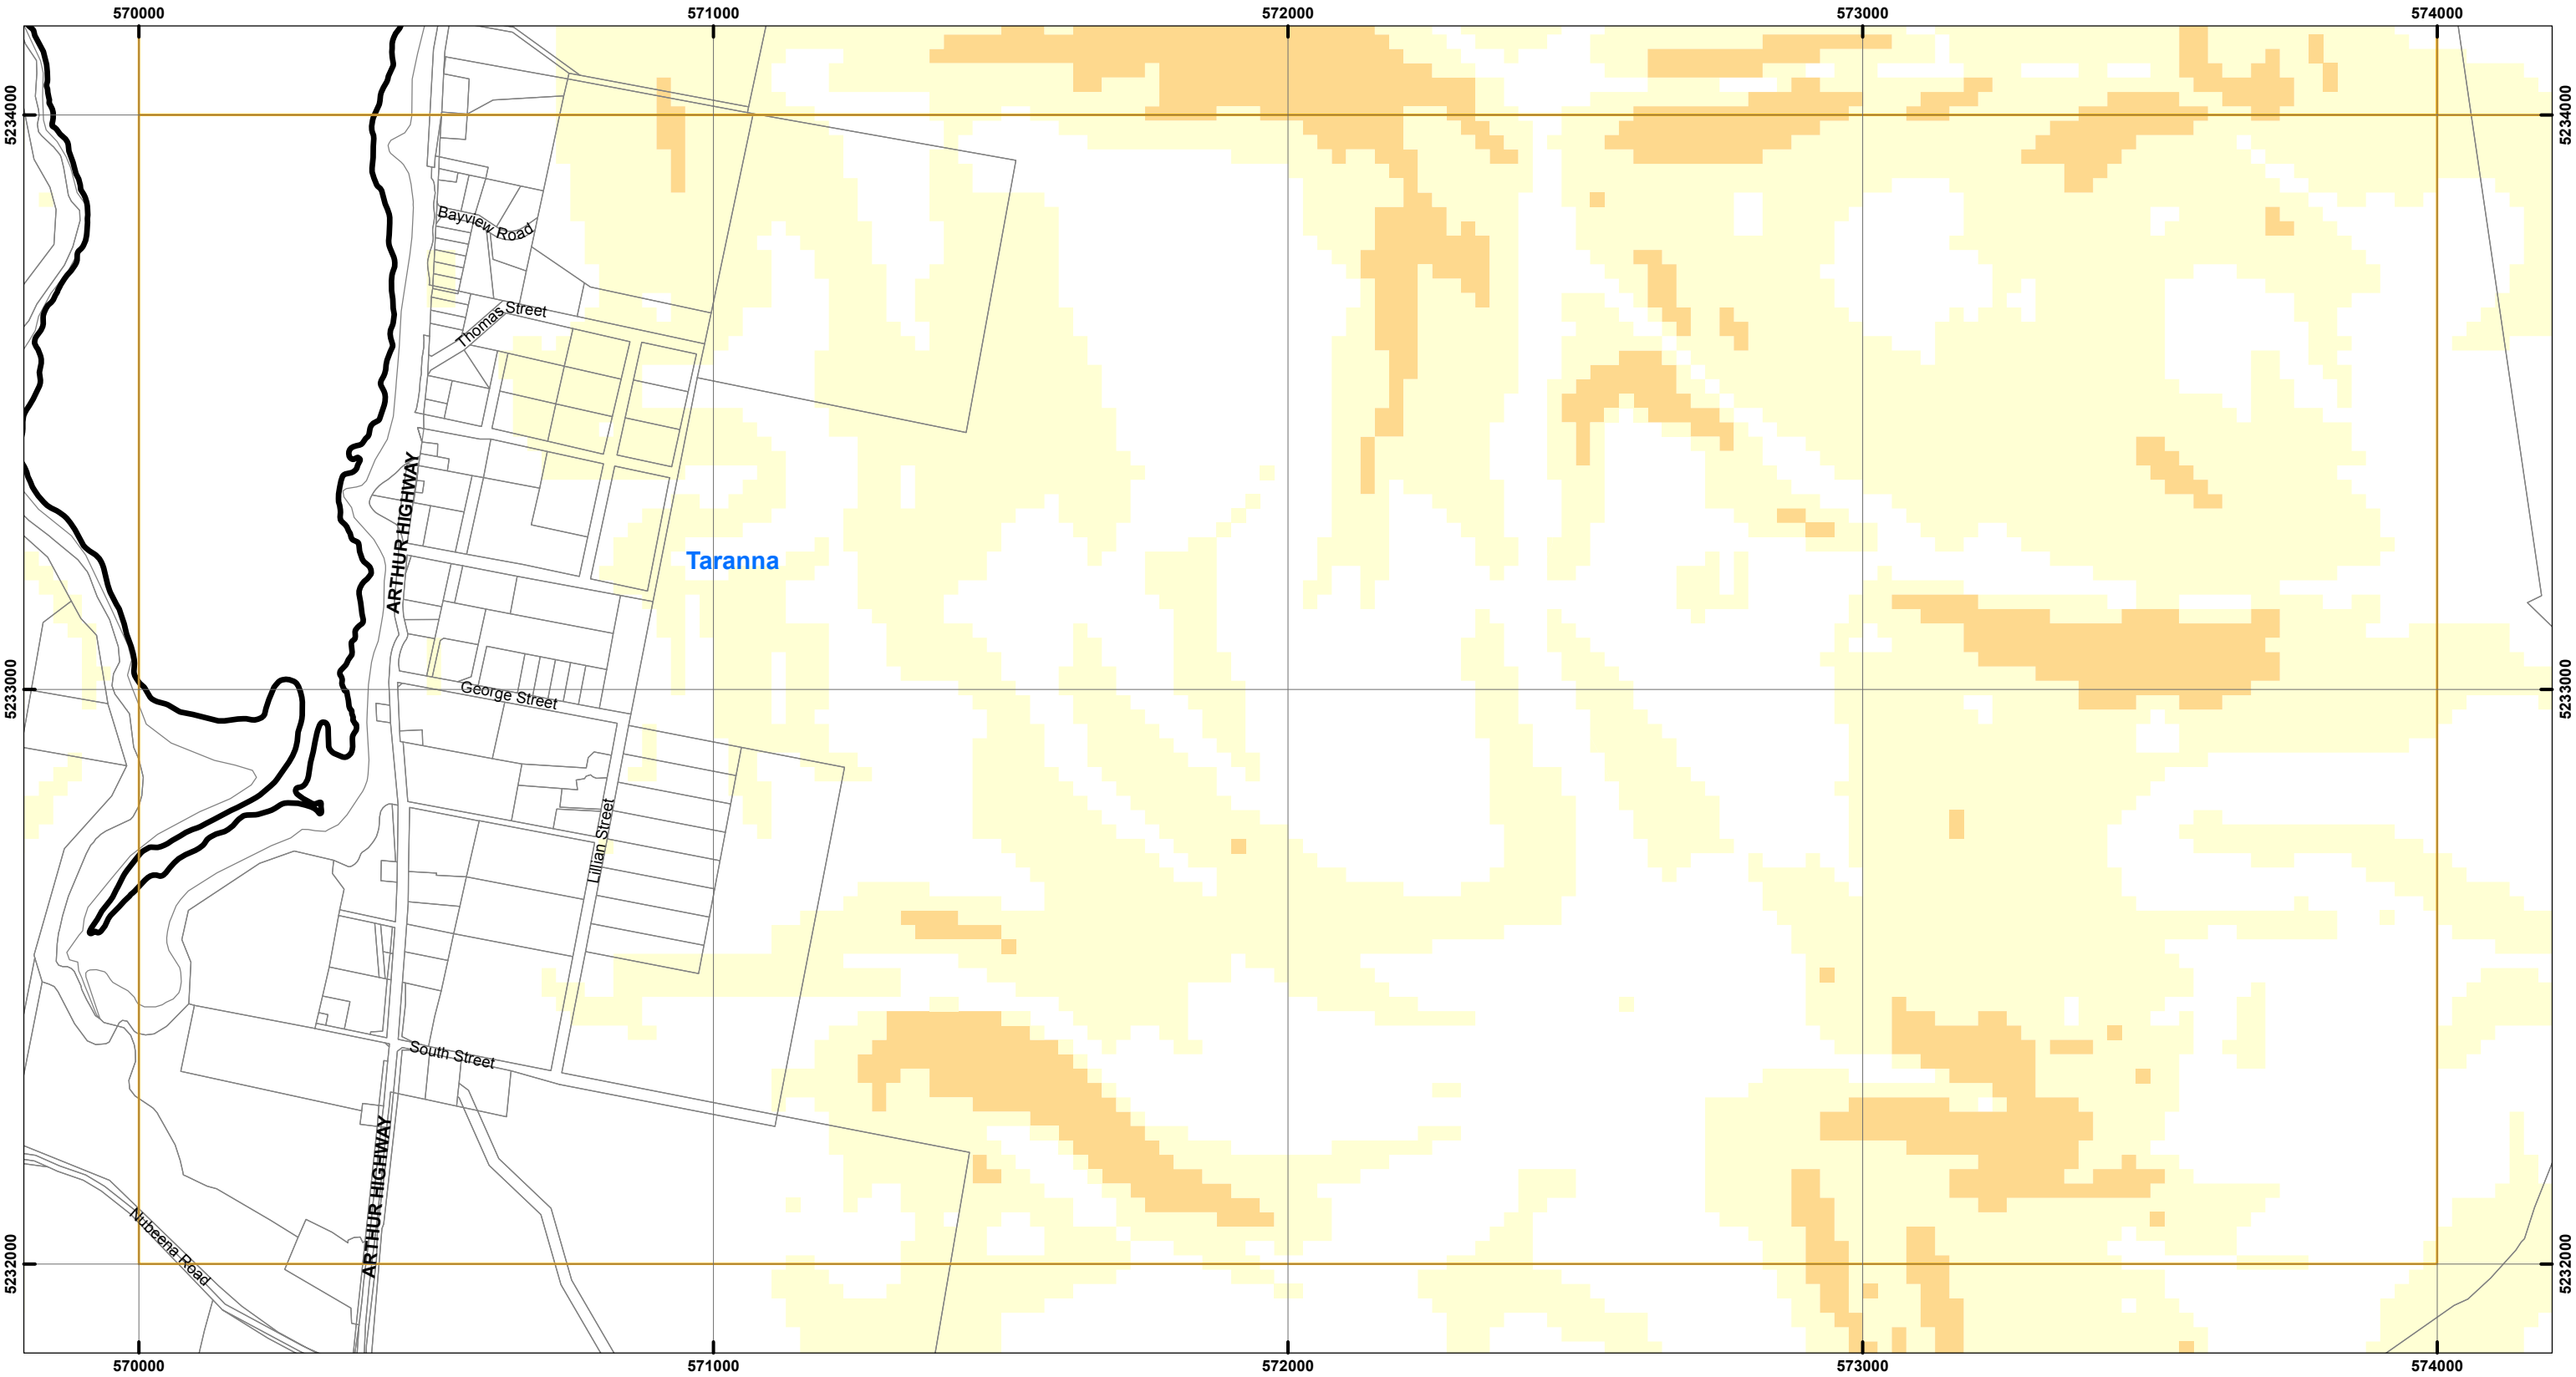 570000 571000 572000 573000 574000
5234000 5234000
Bayview Road
Thomas Street
ARTHUR HIGHWAY
Taranna
5233000 5233000
George Street
Lillian Street
South Street
ARTHUR HIGHWAY
Nubeena Road
5232000 5232000
570000 571000 572000 573000 574000